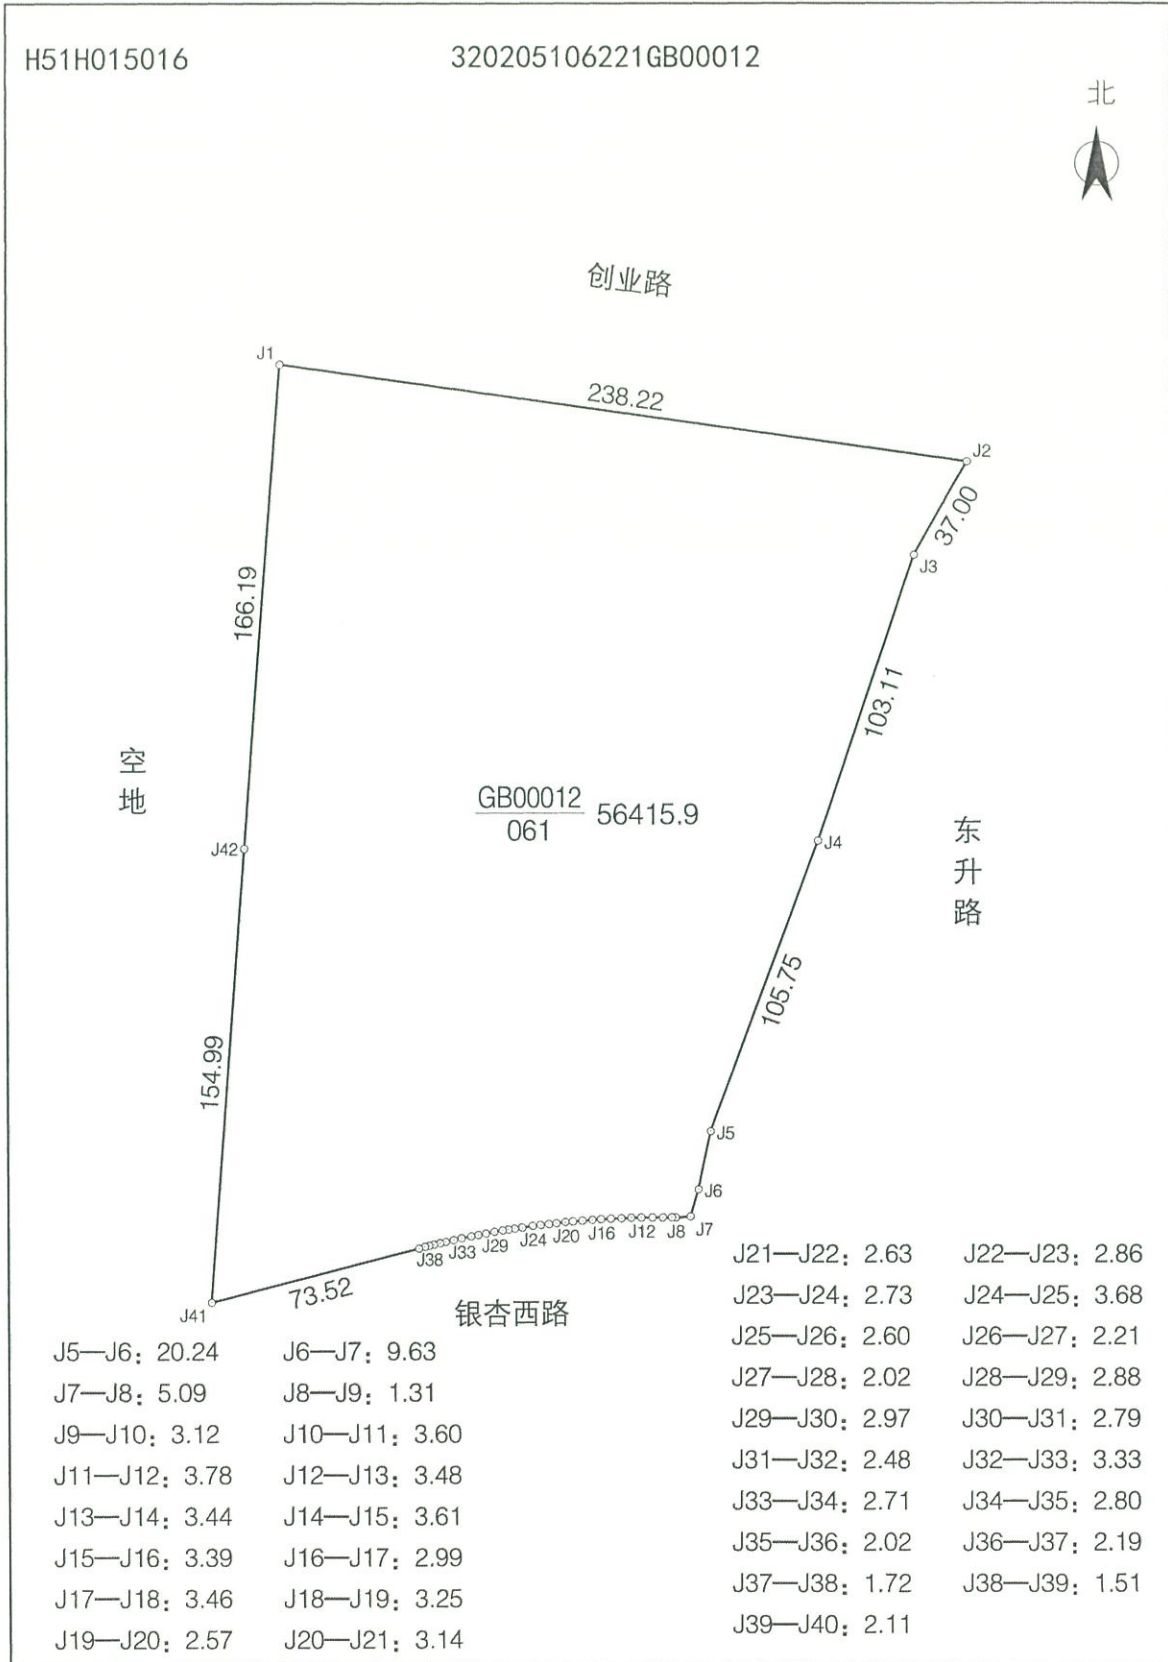 H51H015016
320205106221GB00012
北
创业路
J1
238.22
J2
37.00
J3
166.19
103.11
空地
GB00012
061
56415.9
J42
J4
东升路
105.75
154.99
J5
J6
J7
J8
J12
J16
J20
J24
J29
J33
J38
73.52
J41
银杏西路
J5—J6: 20.24 J6—J7: 9.63
J7—J8: 5.09 J8—J9: 1.31
J9—J10: 3.12 J10—J11: 3.60
J11—J12: 3.78 J12—J13: 3.48
J13—J14: 3.44 J14—J15: 3.61
J15—J16: 3.39 J16—J17: 2.99
J17—J18: 3.46 J18—J19: 3.25
J19—J20: 2.57 J20—J21: 3.14
J21—J22: 2.63 J22—J23: 2.86
J23—J24: 2.73 J24—J25: 3.68
J25—J26: 2.60 J26—J27: 2.21
J27—J28: 2.02 J28—J29: 2.88
J29—J30: 2.97 J30—J31: 2.79
J31—J32: 2.48 J32—J33: 3.33
J33—J34: 2.71 J34—J35: 2.80
J35—J36: 2.02 J36—J37: 2.19
J37—J38: 1.72 J38—J39: 1.51
J39—J40: 2.11